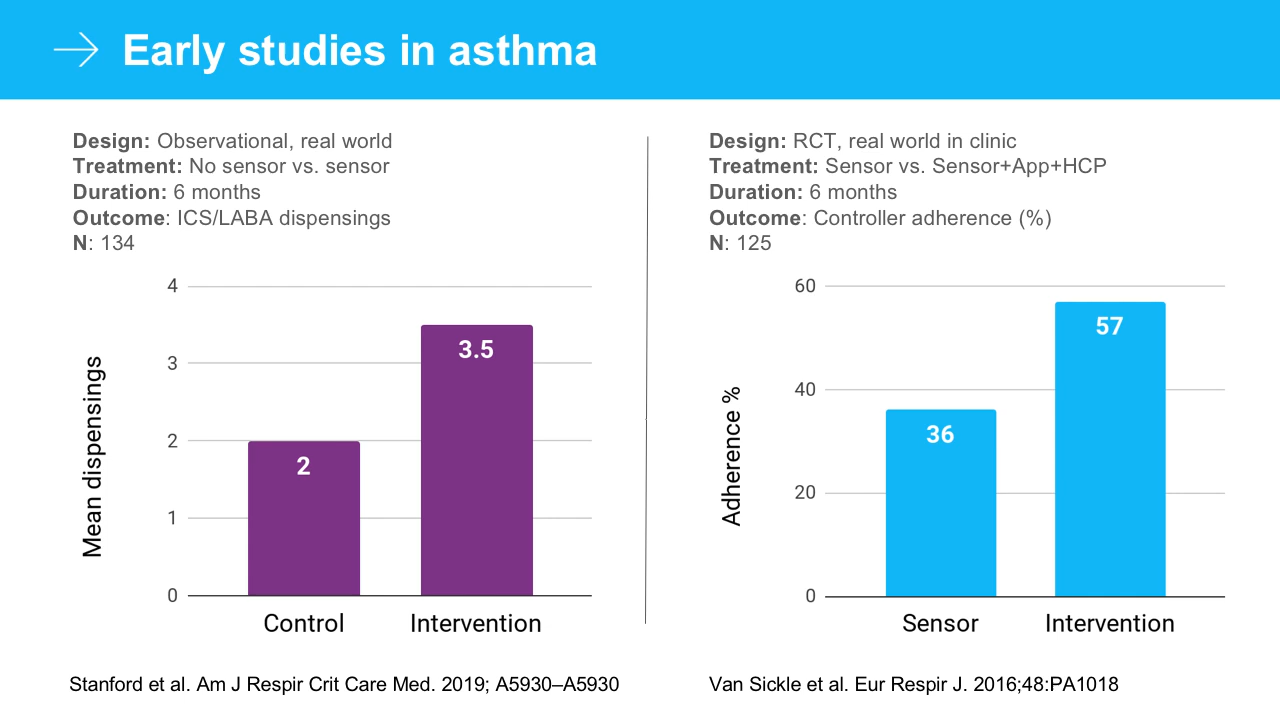 Early studies in asthma
Design: Observational, real world
Treatment: No sensor vs. sensor
Duration: 6 months
Outcome: ICS/LABA dispensings
N: 134
4
3
2
1
0
Mean dispensings
2
3.5
Control
Intervention
Stanford et al. Am J Respir Crit Care Med. 2019; A5930–A5930
Design: RCT, real world in clinic
Treatment: Sensor vs. Sensor+App+HCP
Duration: 6 months
Outcome: Controller adherence (%)
N: 125
60
40
20
0
Adherence %
36
57
Sensor
Intervention
Van Sickle et al. Eur Respir J. 2016;48:PA1018